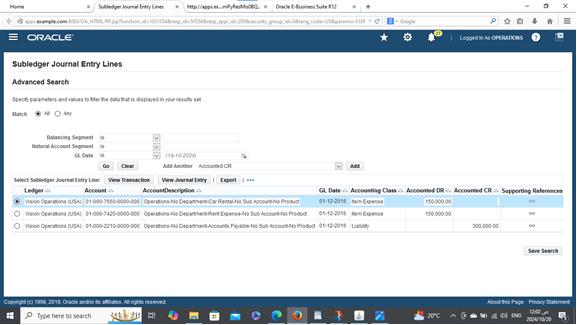 Home
Subledger Journal Entry Lines
http://apps.ex...mPyResMs08Q...
Oracle E-Business Suite R12
apps.example.com:8000/OA_HTML/RF.jsp?function_id=1031054&resp_id=50554&resp_appl_id=200&security_group_id=0&lang_code=US&params=
Google
ORACLE
27
Logged In As OPERATIONS
Subledger Journal Entry Lines
Advanced Search
Specify parameters and values to filter the data that is displayed in your results set.
Match All Any
Balancing Segment is
Natural Account Segment is
GL Date is (19-10-2024)
Go Clear Add Another Accounted CR Add
Select Subledger Journal Entry Line: View Transaction View Journal Entry | Export | •••
Ledger Account AccountDescription GL Date Accounting Class Accounted DR Accounted CR Supporting References
Vision Operations (USA) 01-000-7650-0000-000 Operations-No Department-Car Rental-No Sub Account-No Product 01-12-2016 Item Expense 150,000.00
Vision Operations (USA) 01-000-7420-0000-000 Operations-No Department-Rent Expense-No Sub Account-No Product 01-12-2016 Item Expense 150,000.00
Vision Operations (USA) 01-000-2210-0000-000 Operations-No Department-Accounts Payable-No Sub Account-No Product 01-12-2016 Liability 300,000.00
Save Search
Copyright (c) 1998, 2019, Oracle and/or its affiliates. All rights reserved.
About this Page Privacy Statement
Type here to search
20°C
ENG
12:02 ص
2024/10/20